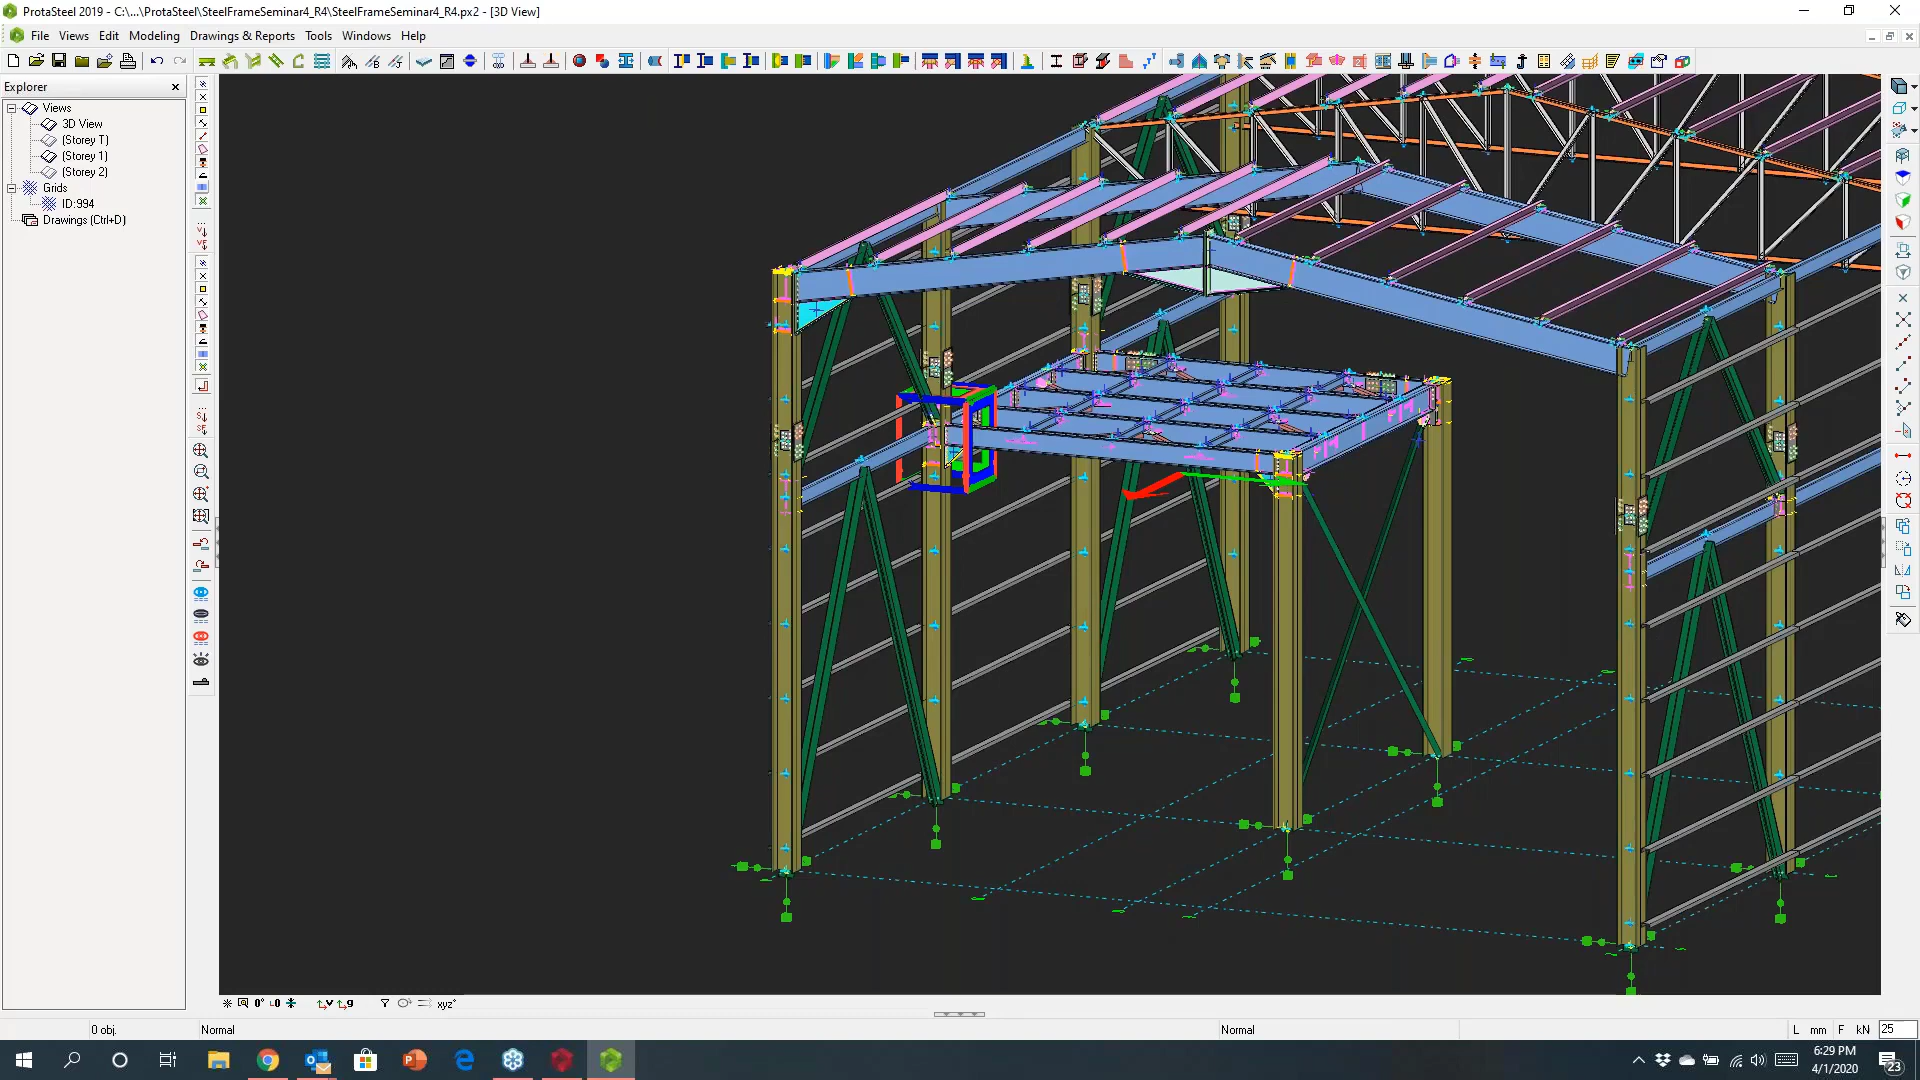 ProtaSteel 2019 - C:\...\ProtaSteel\SteelFrameSeminar4_R4\SteelFrameSeminar4_R4.px2 - [3D View]
File Views Edit Modeling Drawings & Reports Tools Windows Help
Explorer
Views
3D View
(Storey T)
(Storey 1)
(Storey 2)
Grids
ID:994
Drawings (Ctrl+D)
xyz
0 obj.
Normal
Normal
L mm F kN 25
6:29 PM
4/1/2020
23